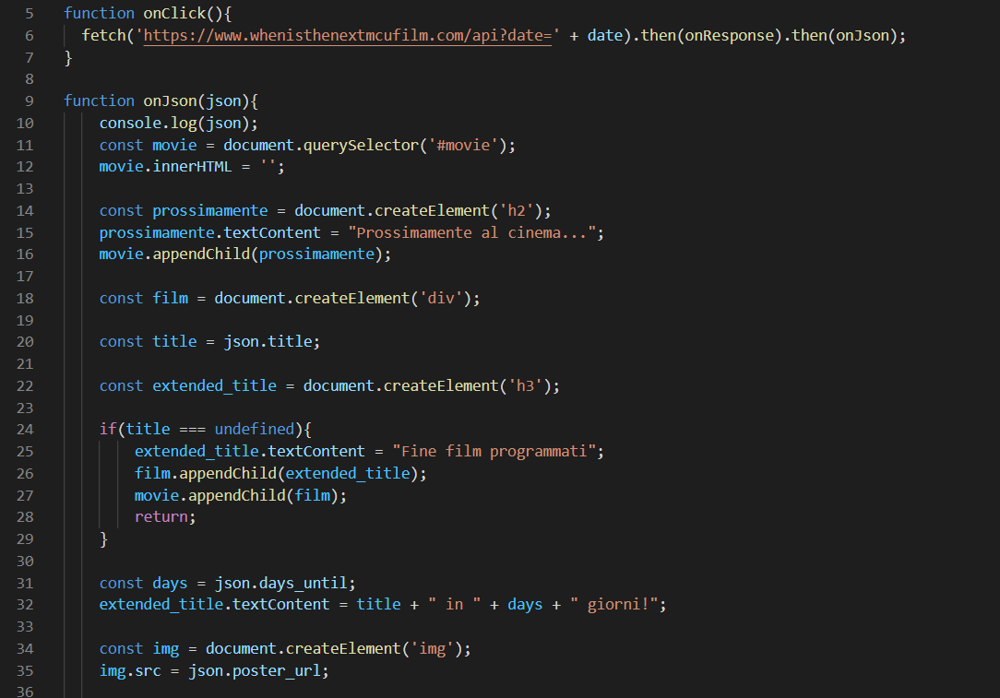 5 function onClick(){
6 fetch('https://www.whenisthenextmcufilm.com/api?date=' + date).then(onResponse).then(onJson);
7 }
8
9 function onJson(json){
10 console.log(json);
11 const movie = document.querySelector('#movie');
12 movie.innerHTML = '';
13
14 const prossimamente = document.createElement('h2');
15 prossimamente.textContent = "Prossimamente al cinema...";
16 movie.appendChild(prossimamente);
17
18 const film = document.createElement('div');
19
20 const title = json.title;
21
22 const extended_title = document.createElement('h3');
23
24 if(title === undefined){
25 extended_title.textContent = "Fine film programmati";
26 film.appendChild(extended_title);
27 movie.appendChild(film);
28 return;
29 }
30
31 const days = json.days_until;
32 extended_title.textContent = title + " in " + days + " giorni!";
33
34 const img = document.createElement('img');
35 img.src = json.poster_url;
36